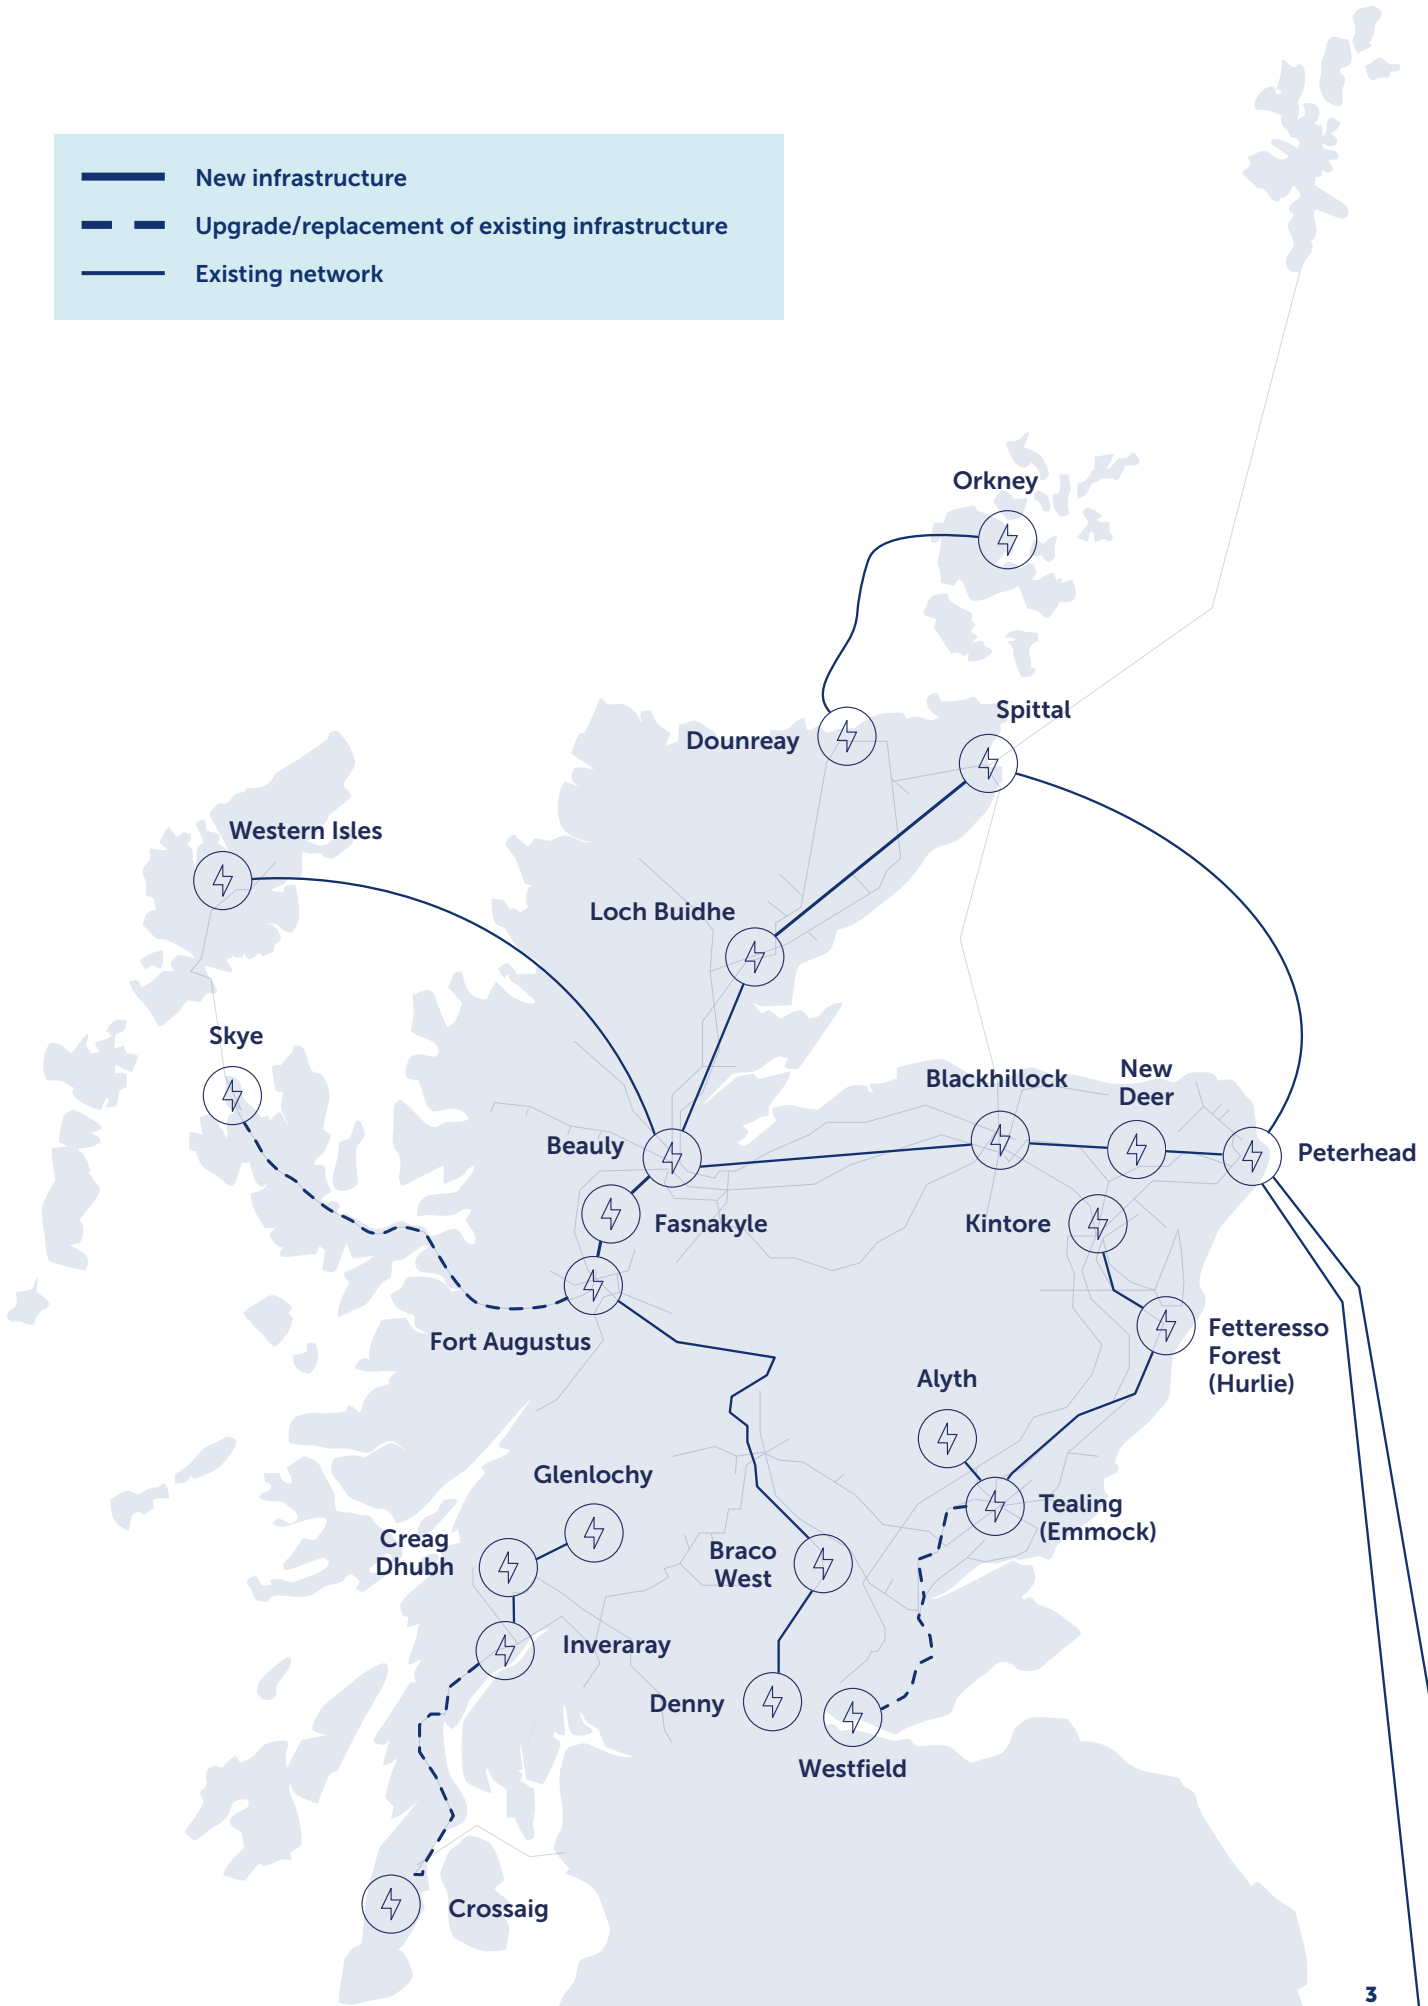 New infrastructure
Upgrade/replacement of existing infrastructure
Existing network
Orkney
Spittal
Dounreay
Western Isles
Loch Buidhe
Skye
New
Deer
Blackhillock
Beauly
Peterhead
Fasnakyle
Kintore
Fort Augustus
Fetteresso
Forest
(Hurlie)
Alyth
Glenlochy
Tealing
(Emmock)
Creag
Dhubh
Braco
West
Inveraray
Denny
Westfield
Crossaig
3